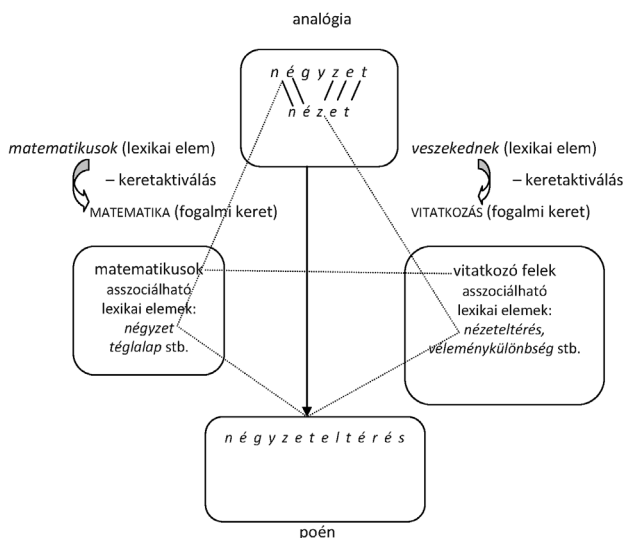 analógia
n é g y z e t
n é z e t
matematikusok (lexikai elem)
– keretaktiválás
MATEMATIKA (fogalmi keret)
veszekednek (lexikai elem)
– keretaktiválás
VITATKOZÁS (fogalmi keret)
matematikusok
asszociálható
lexikai elemek:
négyzet
téglalap stb.
vitatkozó felek
asszociálható
lexikai elemek:
nézeteltérés,
véleménykülönbség stb.
n é g y z e t e l t é r é s
poén